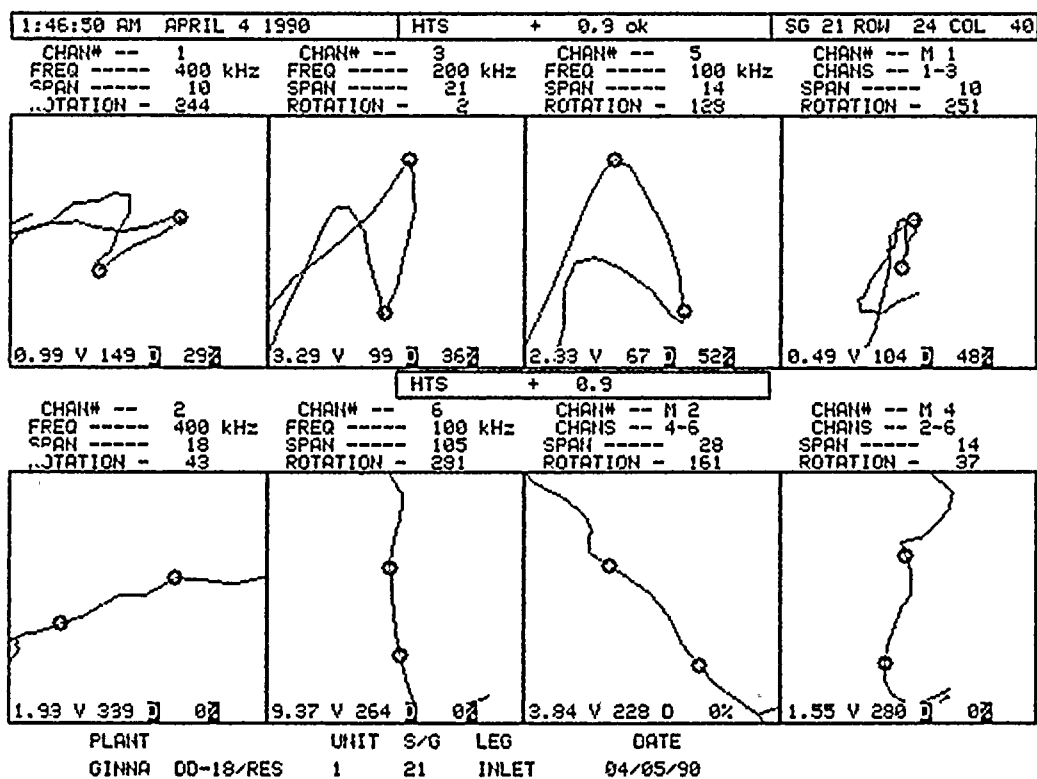 1:46:50 AM APRIL 4 1990 HTS + 0.9 ok SG 21 ROW 24 COL 40
CHAN# -- 1 CHAN# -- 3 CHAN# -- 5 CHAN# -- M 1
FREQ ----- 400 kHz FREQ ----- 200 kHz FREQ ----- 100 kHz CHANS -- 1-3
SPAN ----- 10 SPAN ----- 21 SPAN ----- 14 SPAN ----- 10
ROTATION - 244 ROTATION - 2 ROTATION - 128 ROTATION - 251
0.99 V 149 D 29% 3.29 V 99 D 36% 2.33 V 67 D 52% 0.49 V 104 D 48%
HTS + 0.9
CHAN# -- 2 CHAN# -- 6 CHAN# -- M 2 CHAN# -- M 4
FREQ ----- 400 kHz FREQ ----- 100 kHz CHANS -- 4-6 CHANS -- 2-6
SPAN ----- 18 SPAN ----- 105 SPAN ----- 28 SPAN ----- 14
ROTATION - 43 ROTATION - 291 ROTATION - 161 ROTATION - 37
1.93 V 339 D 0% 9.37 V 264 D 0% 3.84 V 228 D 0% 1.55 V 280 D 0%
PLANT UNIT S/G LEG DATE
GINNA DD-18/RES 1 21 INLET 04/05/90